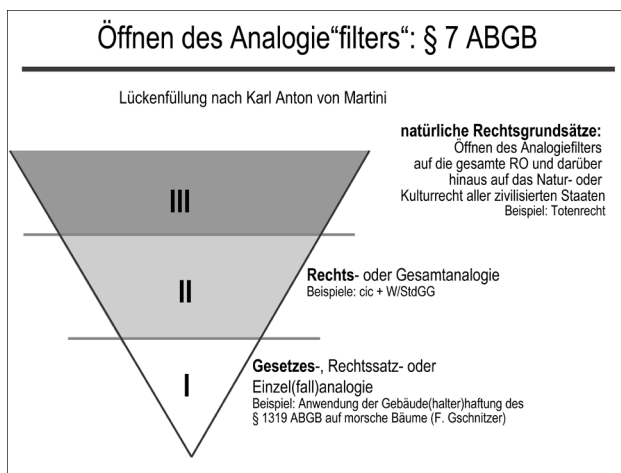 Öffnen des Analogie“filters“: § 7 ABGB
Lückenfüllung nach Karl Anton von Martini
natürliche Rechtsgrundsätze:
Öffnen des Analogiefilters
auf die gesamte RO und darüber
hinaus auf das Natur- oder
Kulturrecht aller zivilisierten Staaten
Beispiel: Totenrecht
III
II
Rechts- oder Gesamtanalogie
Beispiele: cic + W/StdGG
I
Gesetzes-, Rechtssatz- oder
Einzel(fall)analogie
Beispiel: Anwendung der Gebäude(halter)haftung des
§ 1319 ABGB auf morsche Bäume (F. Gschnitzer)